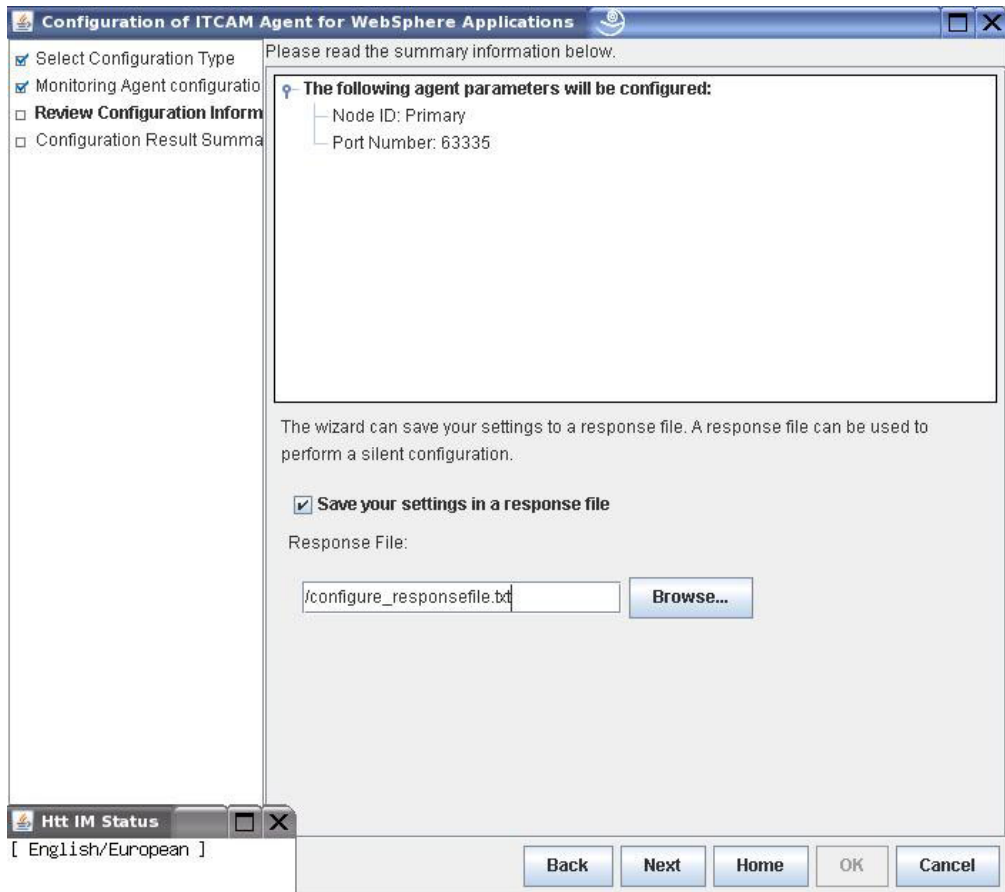 Configuration of ITCAM Agent for WebSphere Applications
Select Configuration Type
Monitoring Agent configuratio
Review Configuration Inform
Configuration Result Summa
Please read the summary information below.
The following agent parameters will be configured:
Node ID: Primary
Port Number: 63335
The wizard can save your settings to a response file. A response file can be used to
perform a silent configuration.
Save your settings in a response file
Response File:
/configure_responsefile.txt
Browse...
Htt IM Status
[ English/European ]
Back
Next
Home
OK
Cancel